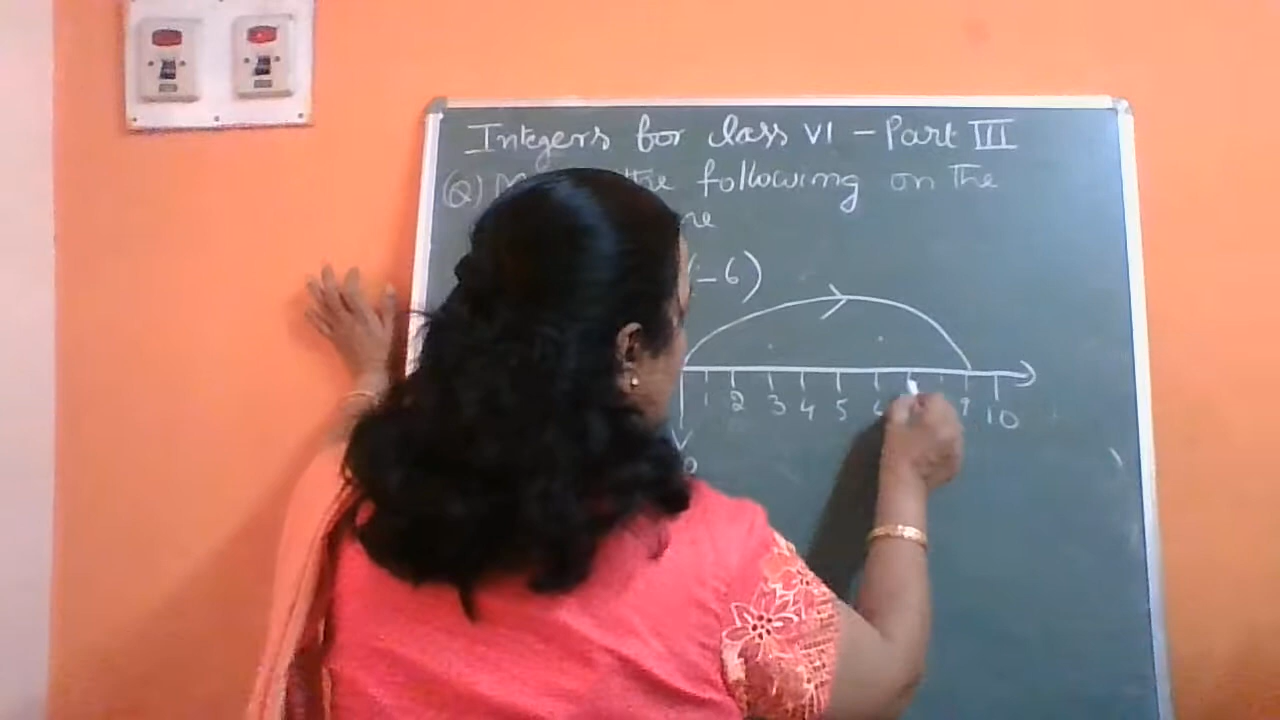 Integers for class VI - Part III
(Q) the following on the
(-6)
1 2 3 4 5 6 9 10
0